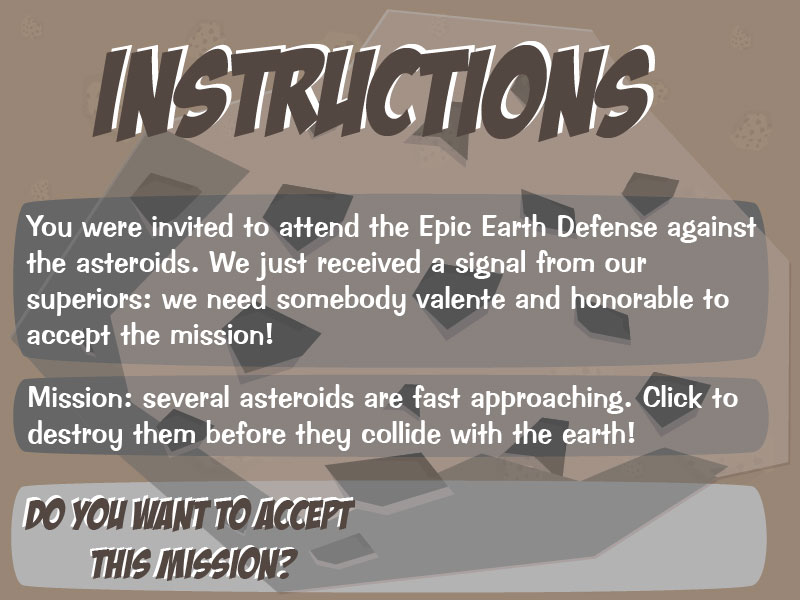 INSTRUCTIONS
You were invited to attend the Epic Earth Defense against
the asteroids. We just received a signal from our
superiors: we need somebody valente and honorable to
accept the mission!
Mission: several asteroids are fast approaching. Click to
destroy them before they collide with the earth!
DO YOU WANT TO ACCEPT
THIS MISSION?